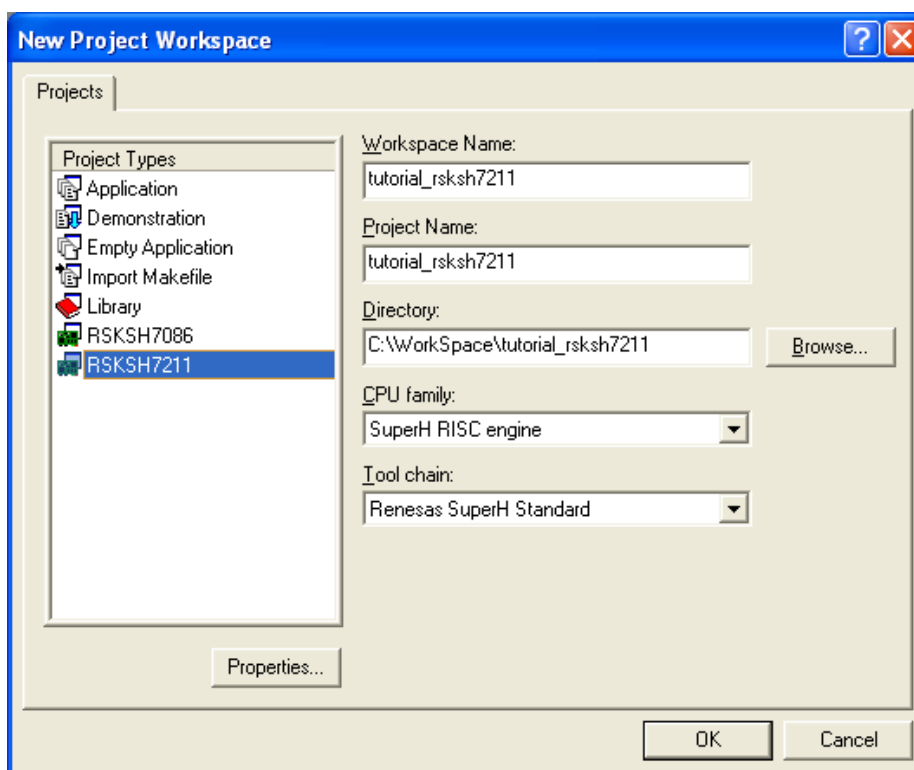 New Project Workspace
Projects
Project Types
Application
Demonstration
Empty Application
Import Makefile
Library
RSKSH7086
RSKSH7211
Properties...
Workspace Name:
tutorial_rsksh7211
Project Name:
tutorial_rsksh7211
Directory:
C:\WorkSpace\tutorial_rsksh7211
Browse...
CPU family:
SuperH RISC engine
Tool chain:
Renesas SuperH Standard
OK
Cancel